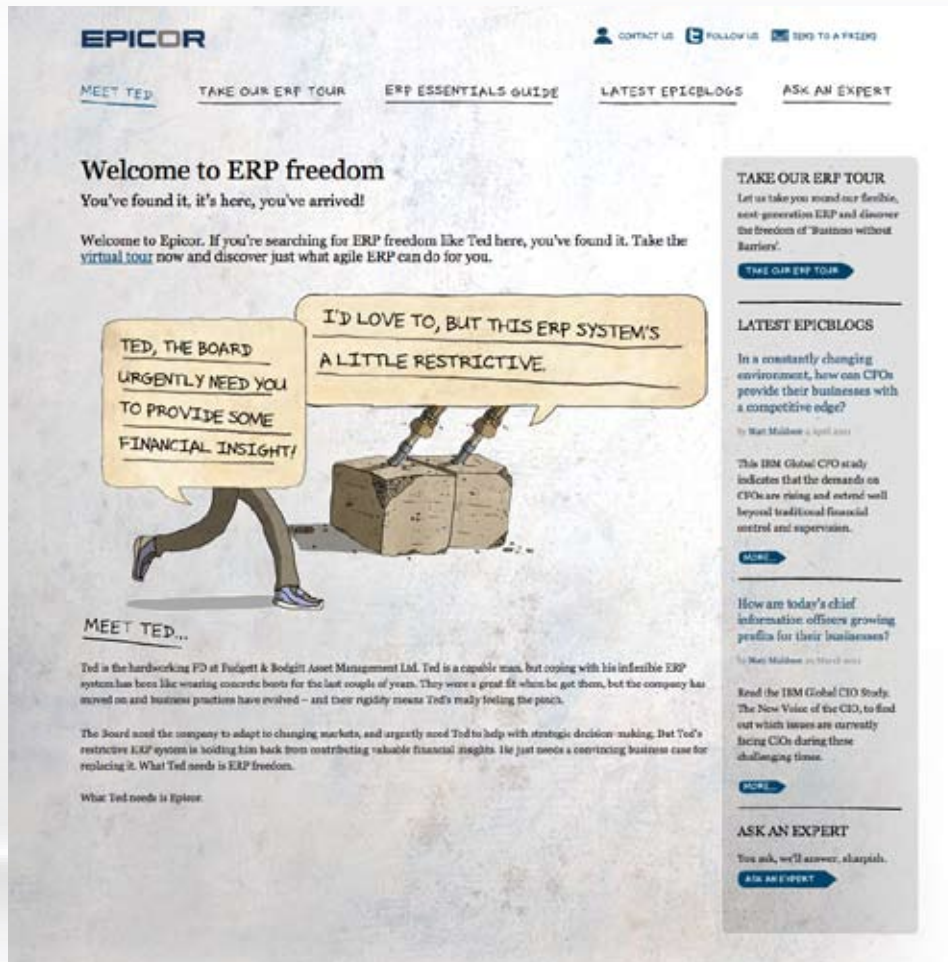 EPICOR
CONTACT US
FOLLOW US
SEND TO A FRIEND
MEET TED
TAKE OUR ERP TOUR
ERP ESSENTIALS GUIDE
LATEST EPICBLOGS
ASK AN EXPERT
Welcome to ERP freedom
You've found it, it's here, you've arrived!
Welcome to Epicor. If you're searching for ERP freedom like Ted here, you've found it. Take the
virtual tour now and discover just what agile ERP can do for you.
TED, THE BOARD
URGENTLY NEED YOU
TO PROVIDE SOME
FINANCIAL INSIGHT!
I'D LOVE TO, BUT THIS ERP SYSTEM'S
A LITTLE RESTRICTIVE.
MEET TED...
Ted is the hardworking FD at Fudgett & Bodgitt Asset Management Ltd. Ted is a capable man, but coping with his inflexible ERP
system has been like wearing concrete boots for the last couple of years. They were a great fit when he got them, but the company has
moved on and business practices have evolved – and their rigidity means Ted's really feeling the pinch.
The Board need the company to adapt to changing markets, and urgently need Ted to help with strategic decision-making. But Ted's
restrictive ERP system is holding him back from contributing valuable financial insights. He just needs a convincing business case for
replacing it. What Ted needs is ERP freedom.
What Ted needs is Epicor.
TAKE OUR ERP TOUR
Let us take you round our flexible,
next-generation ERP and discover
the freedom of 'Business without
Barriers'.
TAKE OUR ERP TOUR
LATEST EPICBLOGS
In a constantly changing
environment, how can CFOs
provide their businesses with
a competitive edge?
by Matt Muldoon 4 April 2011
This IBM Global CFO study
indicates that the demands on
CFOs are rising and extend well
beyond traditional financial
control and supervision.
MORE...
How are today's chief
information officers growing
profits for their businesses?
by Matt Muldoon March 2011
Read the IBM Global CIO Study,
The New Voice of the CIO, to find
out which issues are currently
facing CIOs during these
challenging times.
MORE...
ASK AN EXPERT
You ask, we'll answer, sharpish.
ASK AN EXPERT